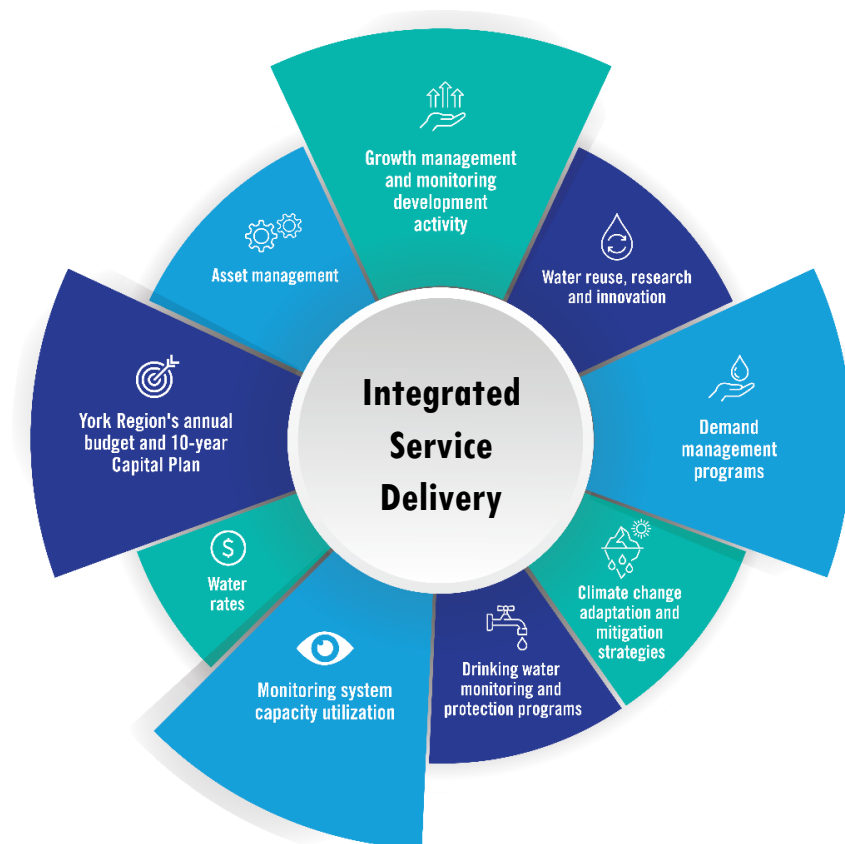 Growth management
and monitoring
development
activity
Water reuse, research
and innovation
Demand
management
programs
Climate change
adaptation and
mitigation
strategies
Drinking water
monitoring and
protection programs
Monitoring system
capacity utilization
$
Water
rates
York Region's annual
budget and 10-year
Capital Plan
Asset management
Integrated
Service
Delivery